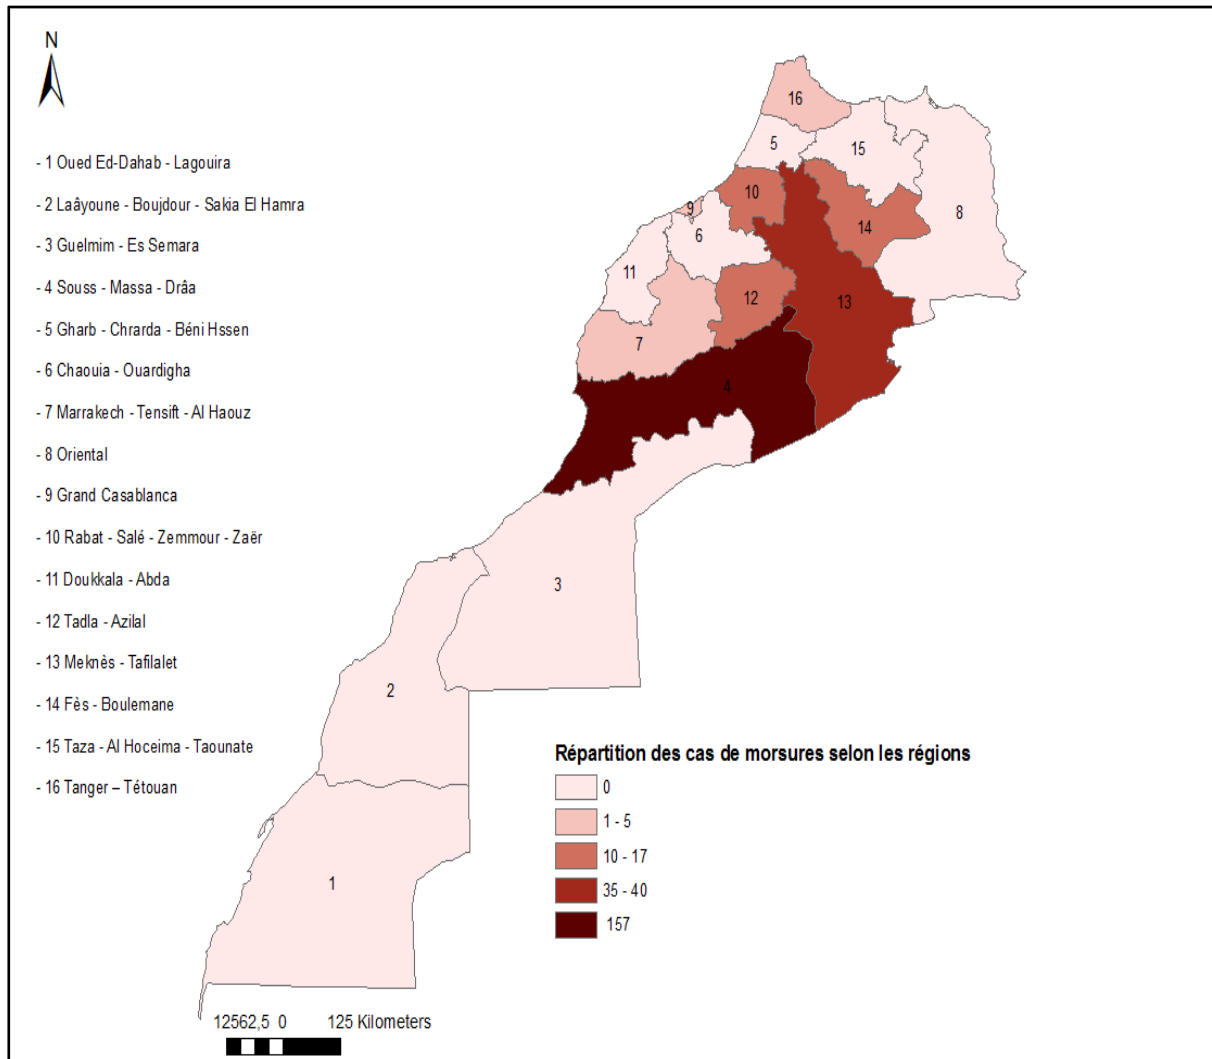 N
- 1 Oued Ed-Dahab - Lagouira
- 2 Laâyoune - Boujdour - Sakia El Hamra
- 3 Guelmim - Es Semara
- 4 Souss - Massa - Drâa
- 5 Gharb - Chrarda - Béni Hssen
- 6 Chaouia - Ouardigha
- 7 Marrakech - Tensift - Al Haouz
- 8 Oriental
- 9 Grand Casablanca
- 10 Rabat - Salé - Zemmour - Zaër
- 11 Doukkala - Abda
- 12 Tadla - Azilal
- 13 Meknès - Tafilalet
- 14 Fès - Boulemane
- 15 Taza - Al Hoceima - Taounate
- 16 Tanger – Tétouan
16
5
15
10
9
14
8
6
11
12
13
7
4
3
2
1
Répartition des cas de morsures selon les régions
0
1 - 5
10 - 17
35 - 40
157
12562,5 0 125 Kilometers